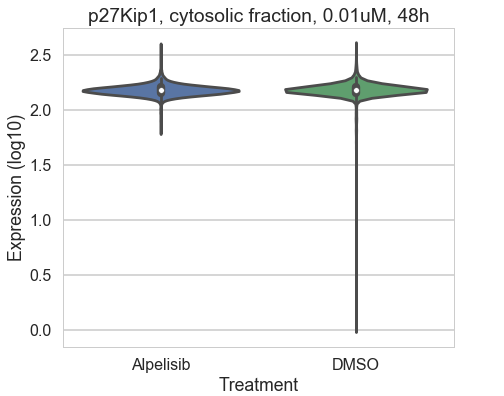 p27Kip1, cytosolic fraction, 0.01uM, 48h
Expression (log10)
2.5
2.0
1.5
1.0
0.5
0.0
Alpelisib DMSO
Treatment